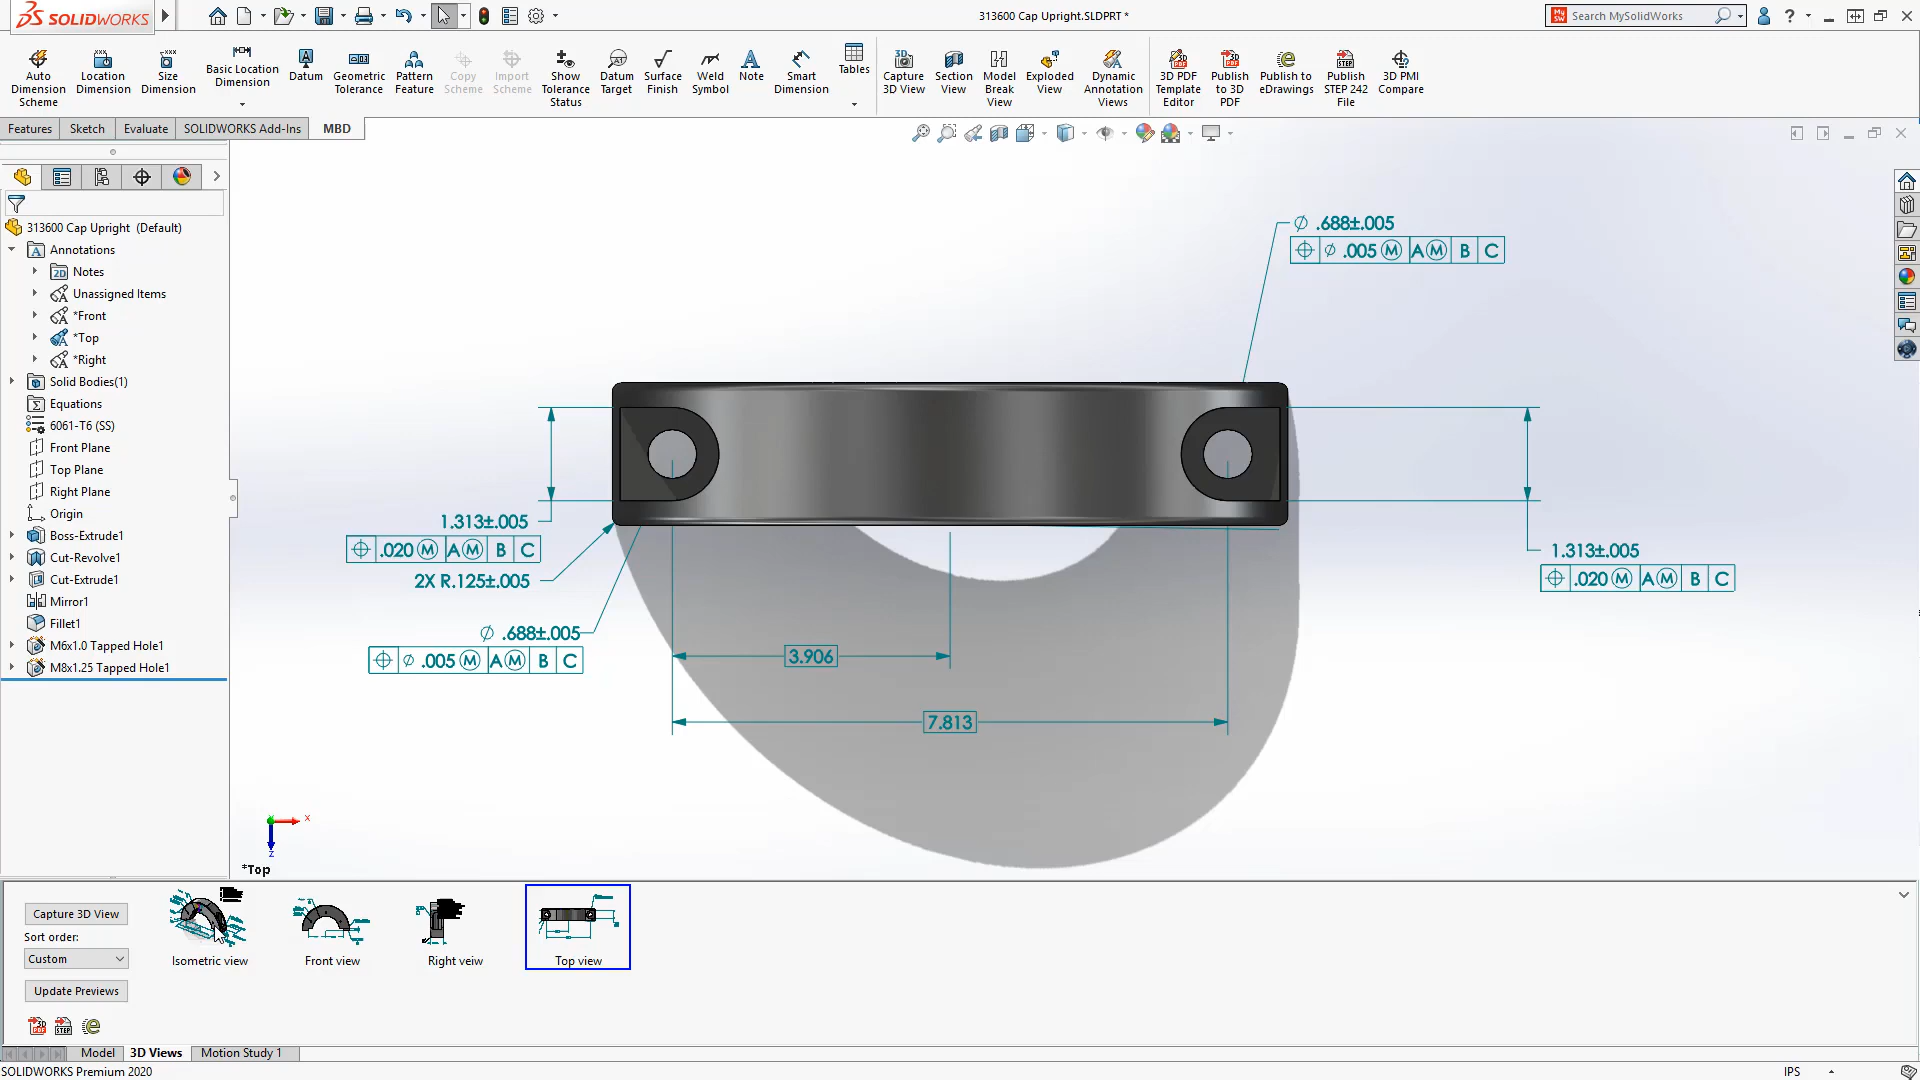 SOLIDWORKS
313600 Cap Upright.SLDPRT *
Search MySolidWorks
Auto Dimension Scheme
Location Dimension
Size Dimension
Basic Location Dimension
Datum
Geometric Tolerance
Pattern Feature
Copy Scheme
Import Scheme
Show Tolerance Status
Datum Target
Surface Finish
Weld Symbol
Note
Smart Dimension
Tables
Capture 3D View
Section View
Model Break View
Exploded View
Dynamic Annotation Views
3D PDF Template Editor
Publish to 3D PDF
Publish to eDrawings
Publish STEP 242 File
3D PMI Compare
Features
Sketch
Evaluate
SOLIDWORKS Add-Ins
MBD
313600 Cap Upright (Default)
Annotations
Notes
Unassigned Items
*Front
*Top
*Right
Solid Bodies(1)
Equations
6061-T6 (SS)
Front Plane
Top Plane
Right Plane
Origin
Boss-Extrude1
Cut-Revolve1
Cut-Extrude1
Mirror1
Fillet1
M6x1.0 Tapped Hole1
M8x1.25 Tapped Hole1
⌀ .688±.005
⌖ ⌀ .005 Ⓜ A Ⓜ B C
1.313±.005
⌖ .020 Ⓜ A Ⓜ B C
2X R.125±.005
⌀ .688±.005
⌖ ⌀ .005 Ⓜ A Ⓜ B C
1.313±.005
⌖ .020 Ⓜ A Ⓜ B C
3.906
7.813
x
z
*Top
Capture 3D View
Sort order:
Custom
Update Previews
Isometric view
Front view
Right veiw
Top view
Model
3D Views
Motion Study 1
SOLIDWORKS Premium 2020
IPS